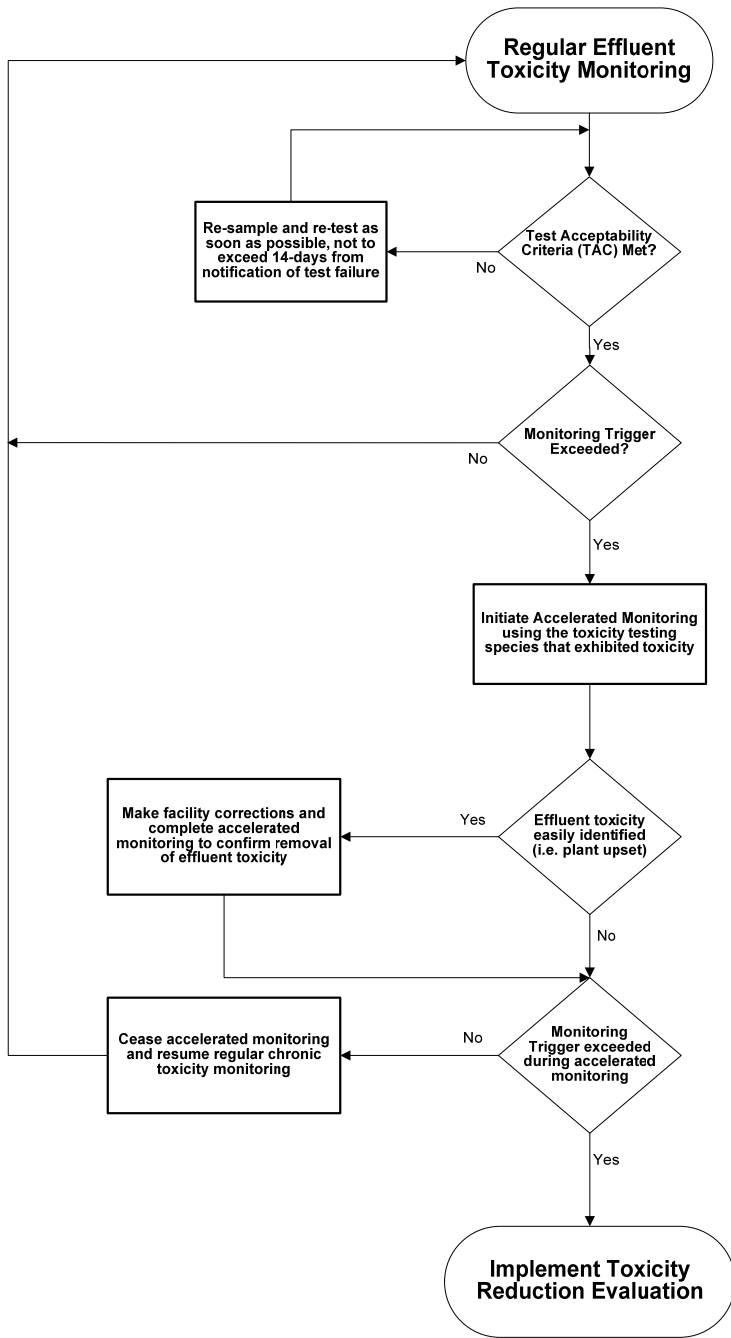 Regular Effluent
Toxicity Monitoring
Test Acceptability
Criteria (TAC) Met?
No
Re-sample and re-test as
soon as possible, not to
exceed 14-days from
notification of test failure
Yes
Monitoring Trigger
Exceeded?
No
Yes
Initiate Accelerated Monitoring
using the toxicity testing
species that exhibited toxicity
Effluent toxicity
easily identified
(i.e. plant upset)
Yes
Make facility corrections and
complete accelerated
monitoring to confirm removal
of effluent toxicity
No
Monitoring
Trigger exceeded
during accelerated
monitoring
No
Cease accelerated monitoring
and resume regular chronic
toxicity monitoring
Yes
Implement Toxicity
Reduction Evaluation